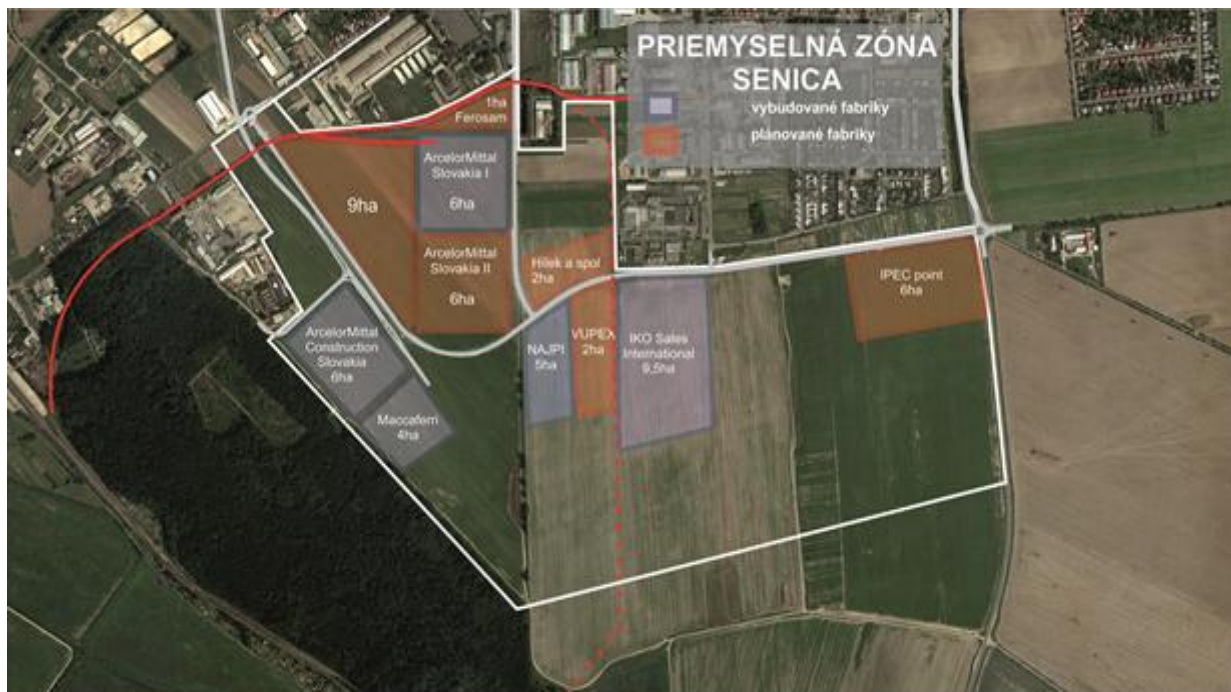 PRIEMYSELNÁ ZÓNA
SENICA
vybudované fabriky
plánované fabriky
1ha
Ferosam
ArcelorMittal
Slovakia I
6ha
9ha
ArcelorMittal
Slovakia II
6ha
Hílek a spol
2ha
IPEC point
6ha
ArcelorMittal
Construction
Slovakia
6ha
NAJPI
5ha
VUPEX
2ha
IKO Sales
International
9,5ha
Maccaferri
4ha